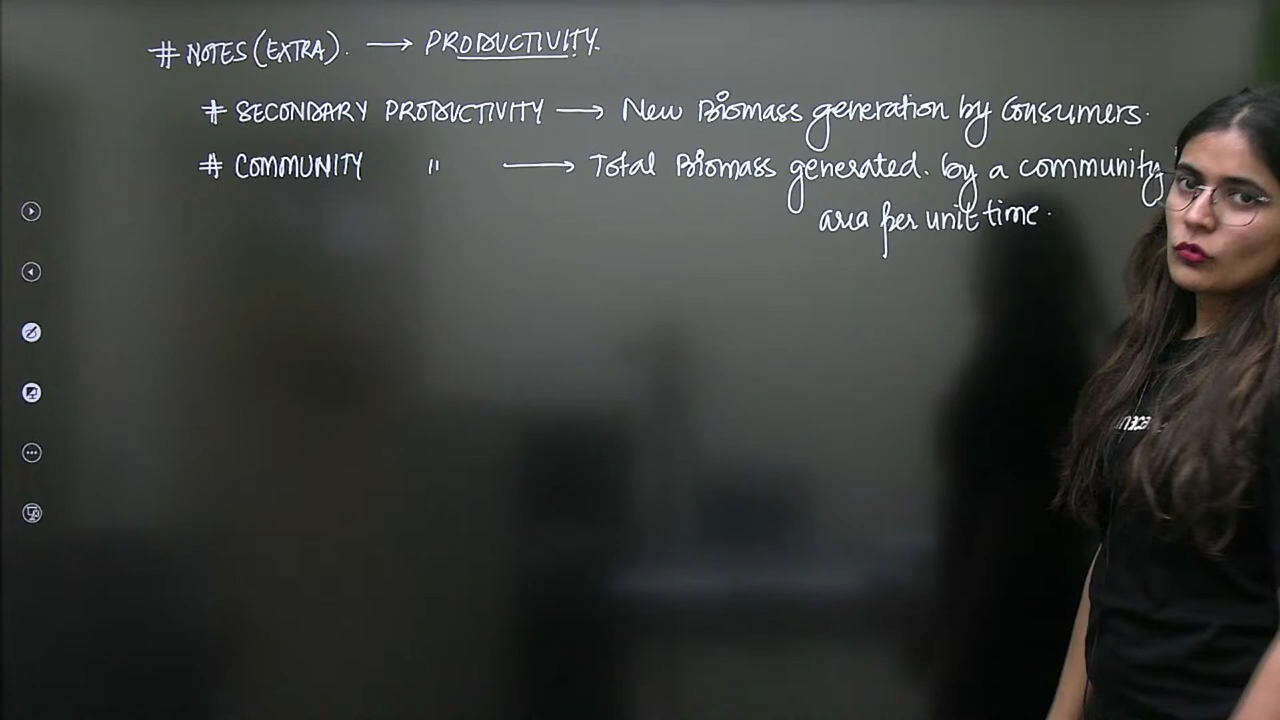 # NOTES (EXTRA). → PRODUCTIVITY.
# SECONDARY PRODUCTIVITY → New Biomass generation by Consumers.
# COMMUNITY " → Total Biomass generated. by a community
area per unit time.